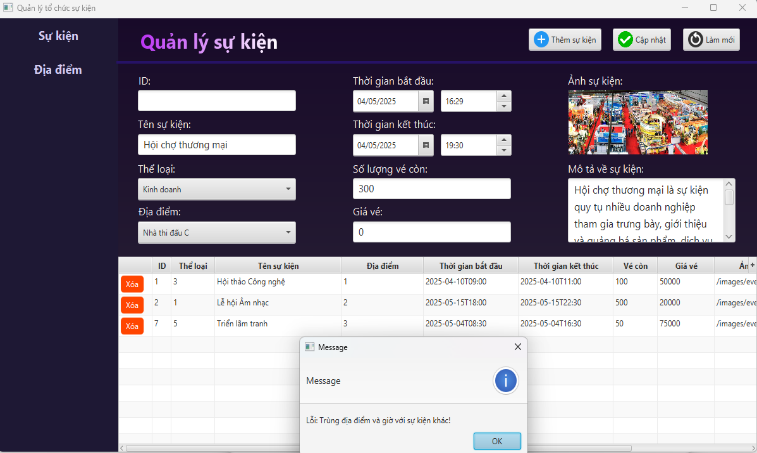 Quản lý tổ chức sự kiện
Sự kiện
Địa điểm
Quản lý sự kiện
Thêm sự kiện
Cập nhật
Làm mới
ID:
Thời gian bắt đầu:
Ảnh sự kiện:
04/05/2025
16:29
Tên sự kiện:
Thời gian kết thúc:
Hội chợ thương mại
04/05/2025
19:30
Thể loại:
Số lượng vé còn:
Mô tả về sự kiện:
Kinh doanh
300
Hội chợ thương mại là sự kiện
quy tụ nhiều doanh nghiệp
tham gia trưng bày, giới thiệu
và quảng bá sản phẩm, dịch vụ
Địa điểm:
Giá vé:
Nhà thi đấu C
0
ID Thể loại Tên sự kiện Địa điểm Thời gian bắt đầu Thời gian kết thúc Vé còn Giá vé
Xóa 1 3 Hội thảo Công nghệ 1 2025-04-10T09:00 2025-04-10T11:00 100 50000 /images/eve
Xóa 2 1 Lễ hội Âm nhạc 2 2025-05-15T18:00 2025-05-15T22:30 500 20000 /images/eve
Xóa 7 5 Triển lãm tranh 3 2025-05-04T08:30 2025-05-04T16:30 50 75000 /images/eve
Message
Message
Lỗi: Trùng địa điểm và giờ với sự kiện khác!
OK